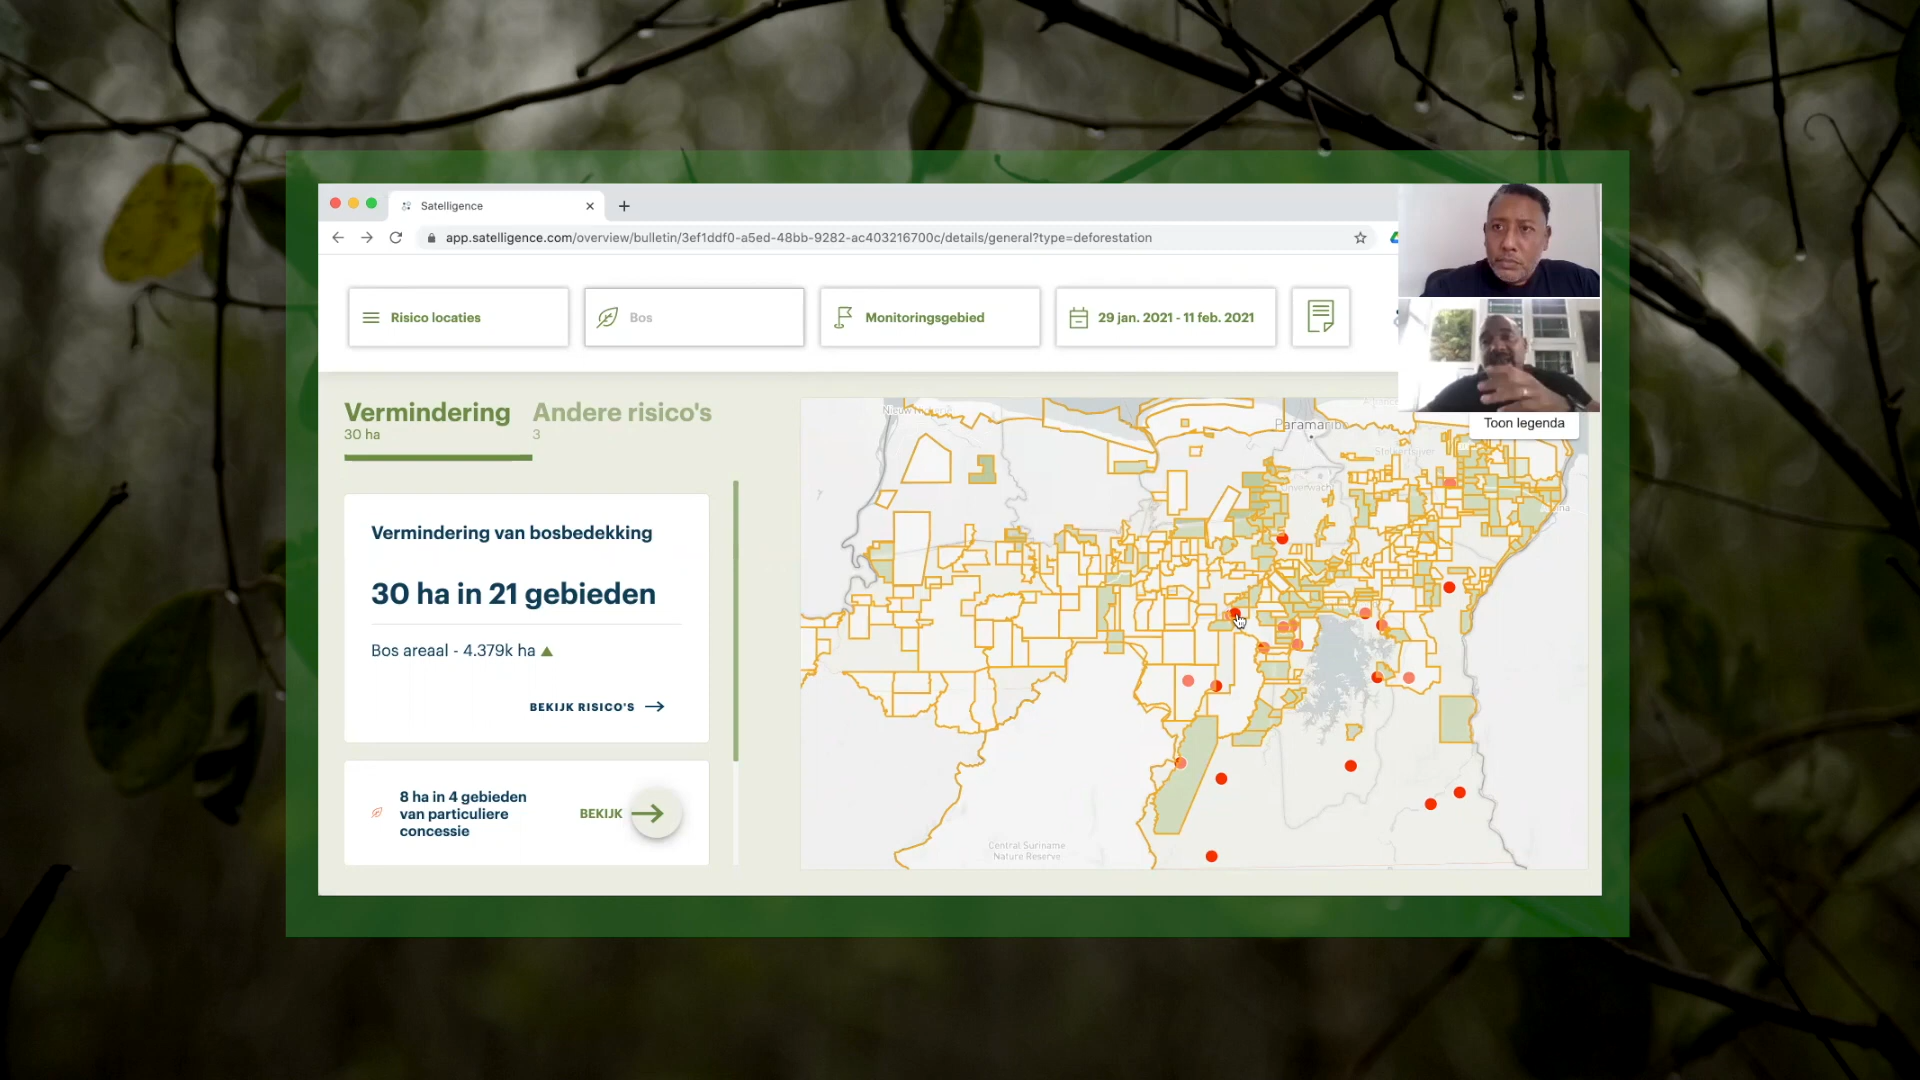 Satelligence
app.satelligence.com/overview/bulletin/3ef1ddf0-a5ed-48bb-9282-ac403216700c/details/general?type=deforestation
Risico locaties
Bos
Monitoringsgebied
29 jan. 2021 - 11 feb. 2021
Toon legenda
Vermindering
30 ha
Andere risico's
3
Vermindering van bosbedekking
30 ha in 21 gebieden
Bos areaal - 4.379k ha
BEKIJK RISICO'S
8 ha in 4 gebieden
van particuliere
concessie
BEKIJK
Paramaribo
Central Suriname
Nature Reserve